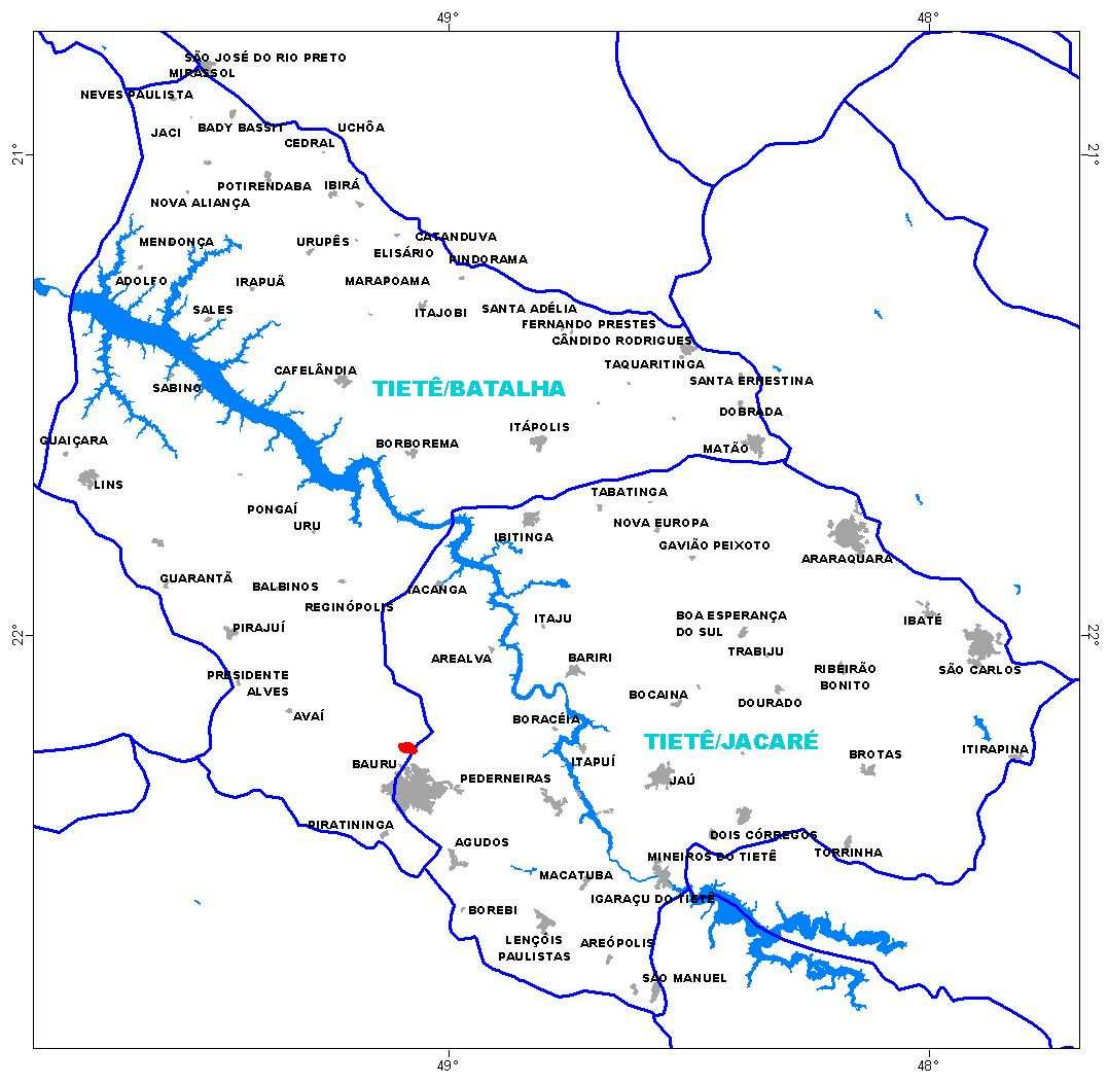 49°
48°
SÃO JOSÉ DO RIO PRETO
MIRASSOL
NEVES PAULISTA
JACI
BADY BASSIT
UCHÔA
CEDRAL
21°
21°
POTIRENDABA
IBIRÁ
NOVA ALIANÇA
MENDONÇA
URUPÊS
CATANDUVA
ELISÁRIO
PINDORAMA
ADOLFO
IRAPUÃ
MARAPOAMA
SALES
ITAJOBI
SANTA ADÉLIA
FERNANDO PRESTES
CÂNDIDO RODRIGUES
TAQUARITINGA
CAFELÂNDIA
SABINO
TIETÊ/BATALHA
SANTA ERNESTINA
DOBRADA
GUAIÇARA
BORBOREMA
ITÁPOLIS
MATÃO
LINS
TABATINGA
PONGAÍ
URU
IBITINGA
NOVA EUROPA
GAVIÃO PEIXOTO
ARARAQUARA
GUARANTÃ
BALBINOS
IACANGA
REGINÓPOLIS
ITAJU
BOA ESPERANÇA
DO SUL
IBATÉ
PIRAJUÍ
22°
22°
TRABIJU
AREALVA
BARIRI
RIBEIRÃO
BONITO
SÃO CARLOS
PRESIDENTE
ALVES
BOCAINA
DOURADO
AVAÍ
BORACÉIA
TIETÊ/JACARÉ
ITAPUÍ
BROTAS
ITIRAPINA
BAURU
PEDERNEIRAS
JAÚ
PIRATININGA
AGUDOS
DOIS CÓRREGOS
TORRINHA
MINEIROS DO TIETÊ
MACATUBA
IGARAÇU DO TIETÊ
BOREBI
LENÇÓIS
PAULISTAS
AREÓPOLIS
SÃO MANUEL
49°
48°